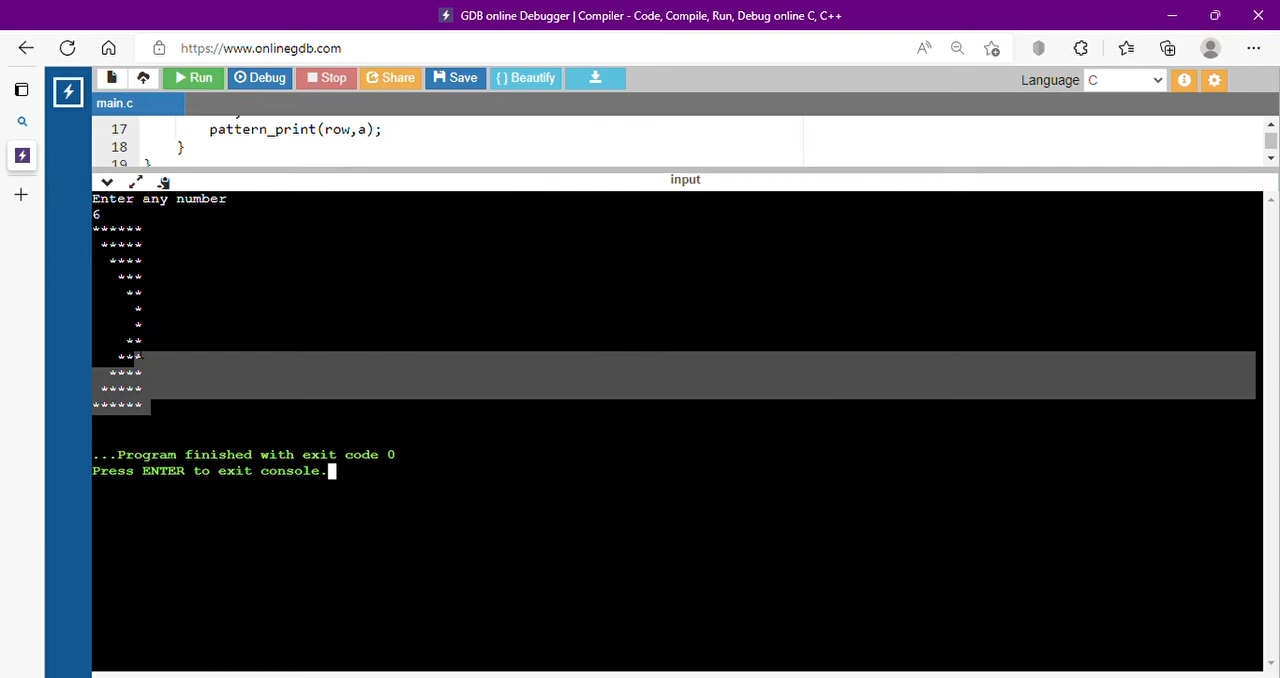 GDB online Debugger | Compiler - Code, Compile, Run, Debug online C, C++
https://www.onlinegdb.com
Run Debug Stop Share Save { } Beautify Language C
main.c
17 pattern_print(row,a);
18 }
19 }
input
Enter any number
6
******
 *****
  ****
   ***
    **
     *
     *
    **
   ***
  ****
 *****
******
...Program finished with exit code 0
Press ENTER to exit console.